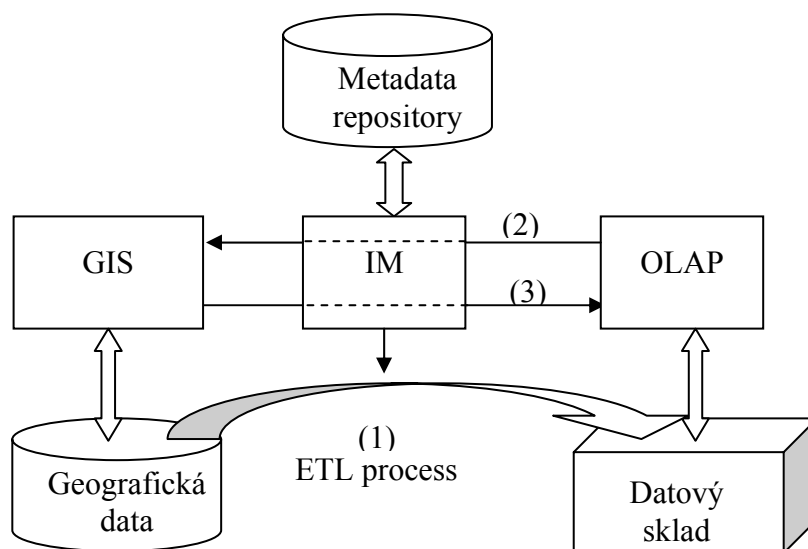 Metadata
repository
(2)
GIS
IM
OLAP
(3)
(1)
ETL process
Geografická
data
Datový
sklad